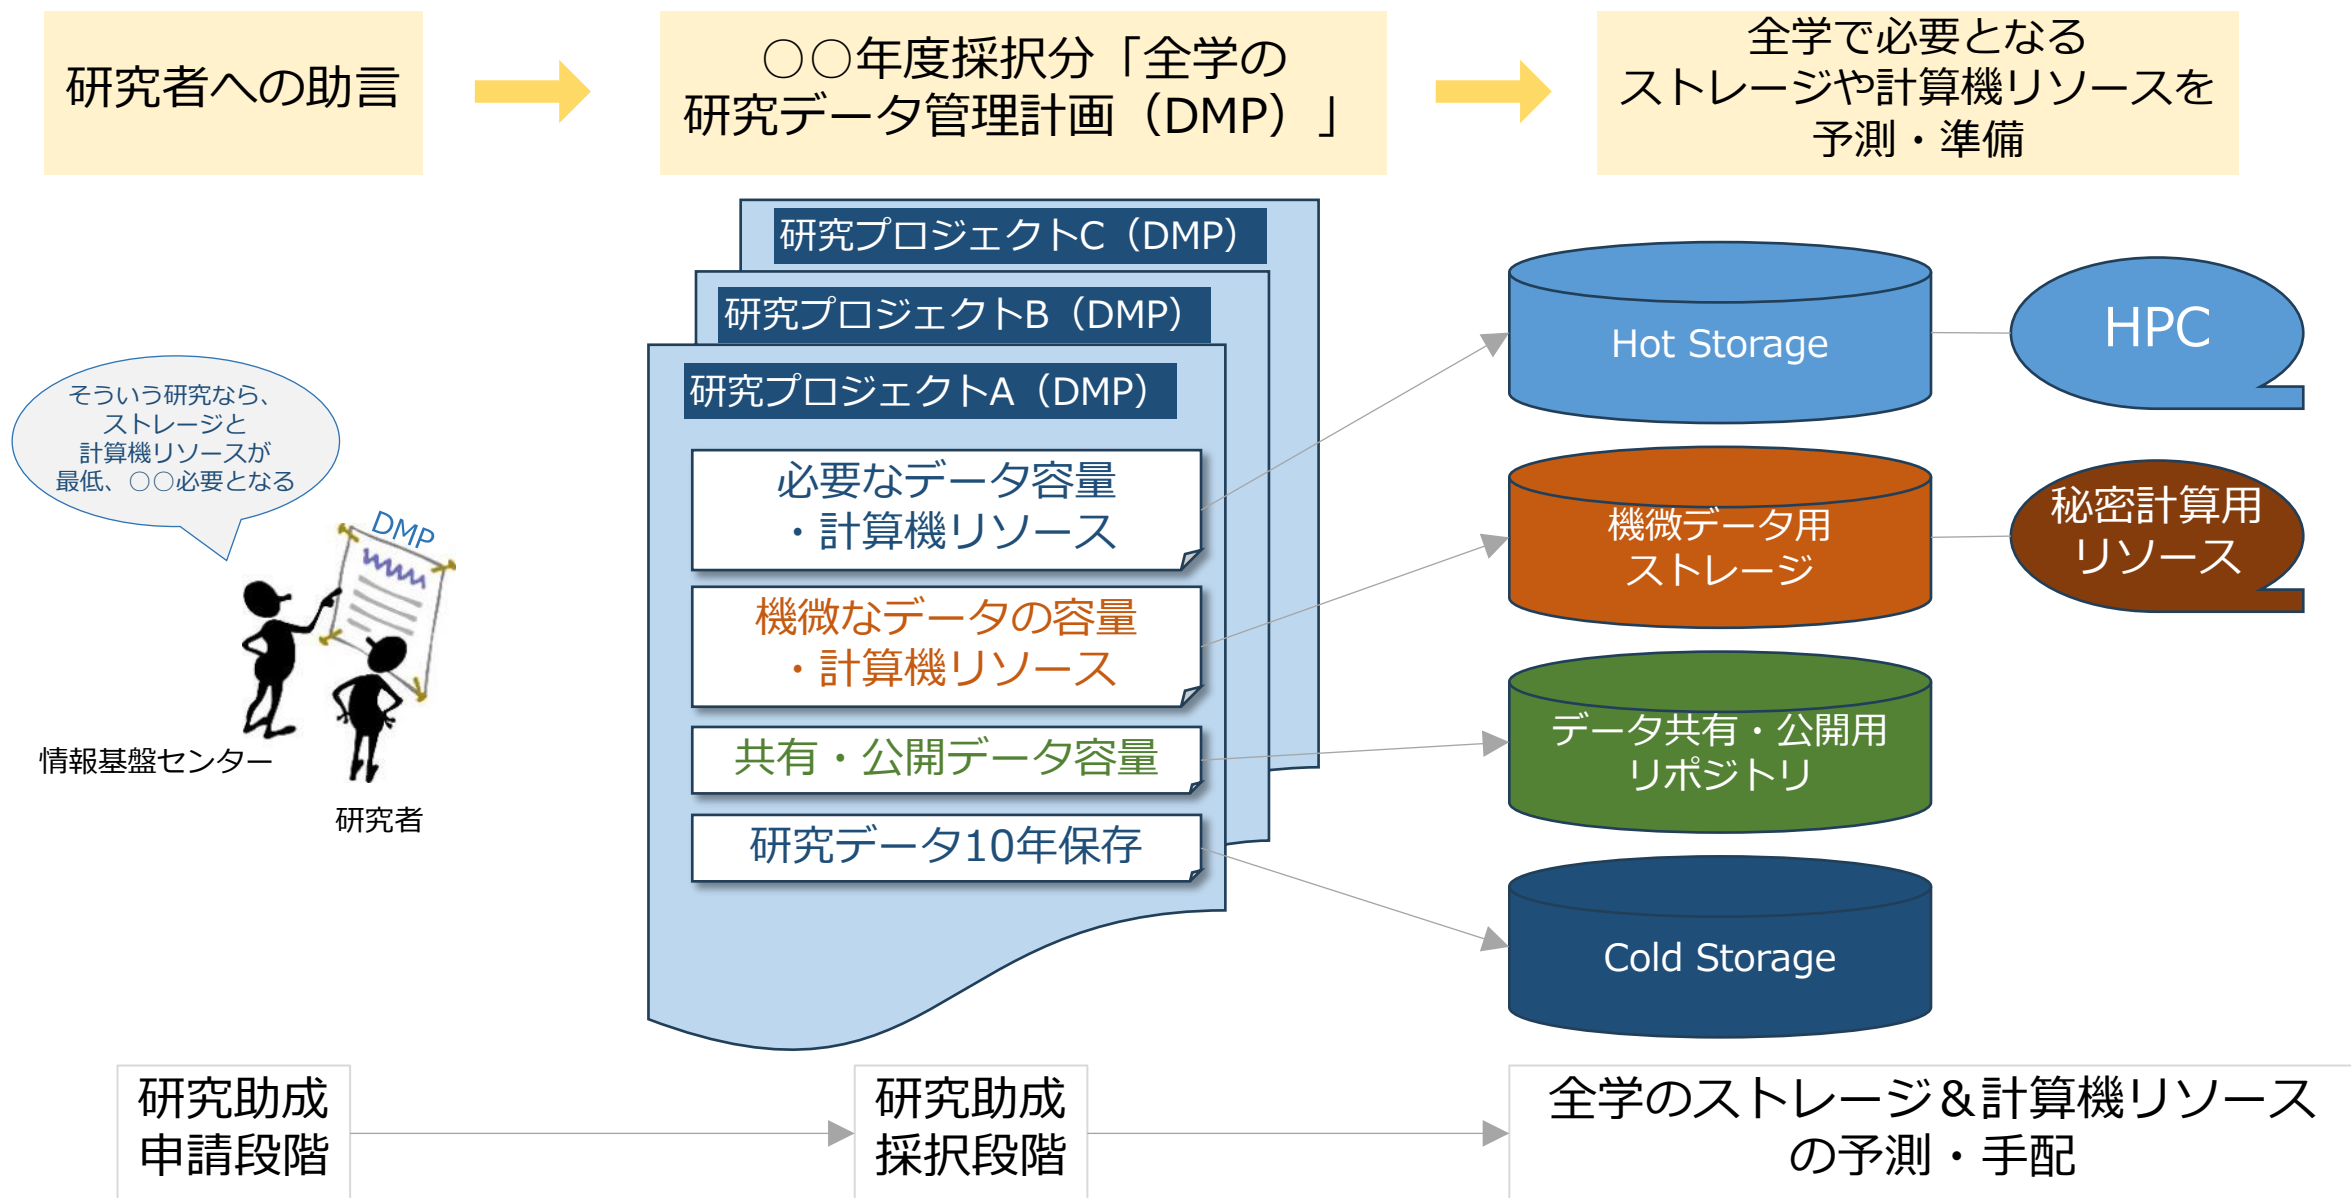 研究者への助言
○○年度採択分「全学の
研究データ管理計画（DMP）」
全学で必要となる
ストレージや計算機リソースを
予測・準備
研究プロジェクトC（DMP）
研究プロジェクトB（DMP）
研究プロジェクトA（DMP）
必要なデータ容量
・計算機リソース
機微なデータの容量
・計算機リソース
共有・公開データ容量
研究データ10年保存
そういう研究なら、
ストレージと
計算機リソースが
最低、○○必要となる
DMP
情報基盤センター
研究者
Hot Storage
HPC
機微データ用
ストレージ
秘密計算用
リソース
データ共有・公開用
リポジトリ
Cold Storage
研究助成
申請段階
研究助成
採択段階
全学のストレージ＆計算機リソース
の予測・手配